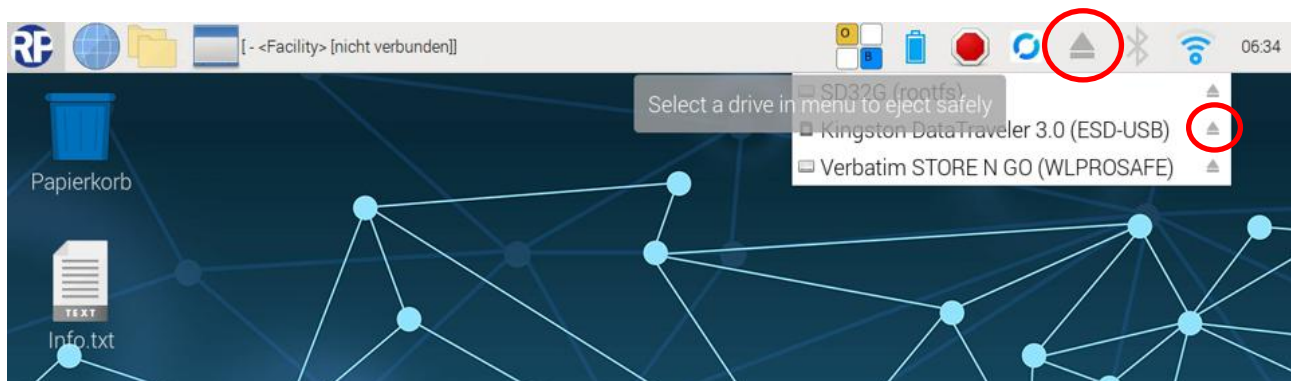 RP
[ - <Facility> [nicht verbunden]]
O
B
06:34
SD32G (rootfs)
Select a drive in menu to eject safely
Kingston DataTraveler 3.0 (ESD-USB)
Verbatim STORE N GO (WLPROSAFE)
Papierkorb
TEXT
Info.txt